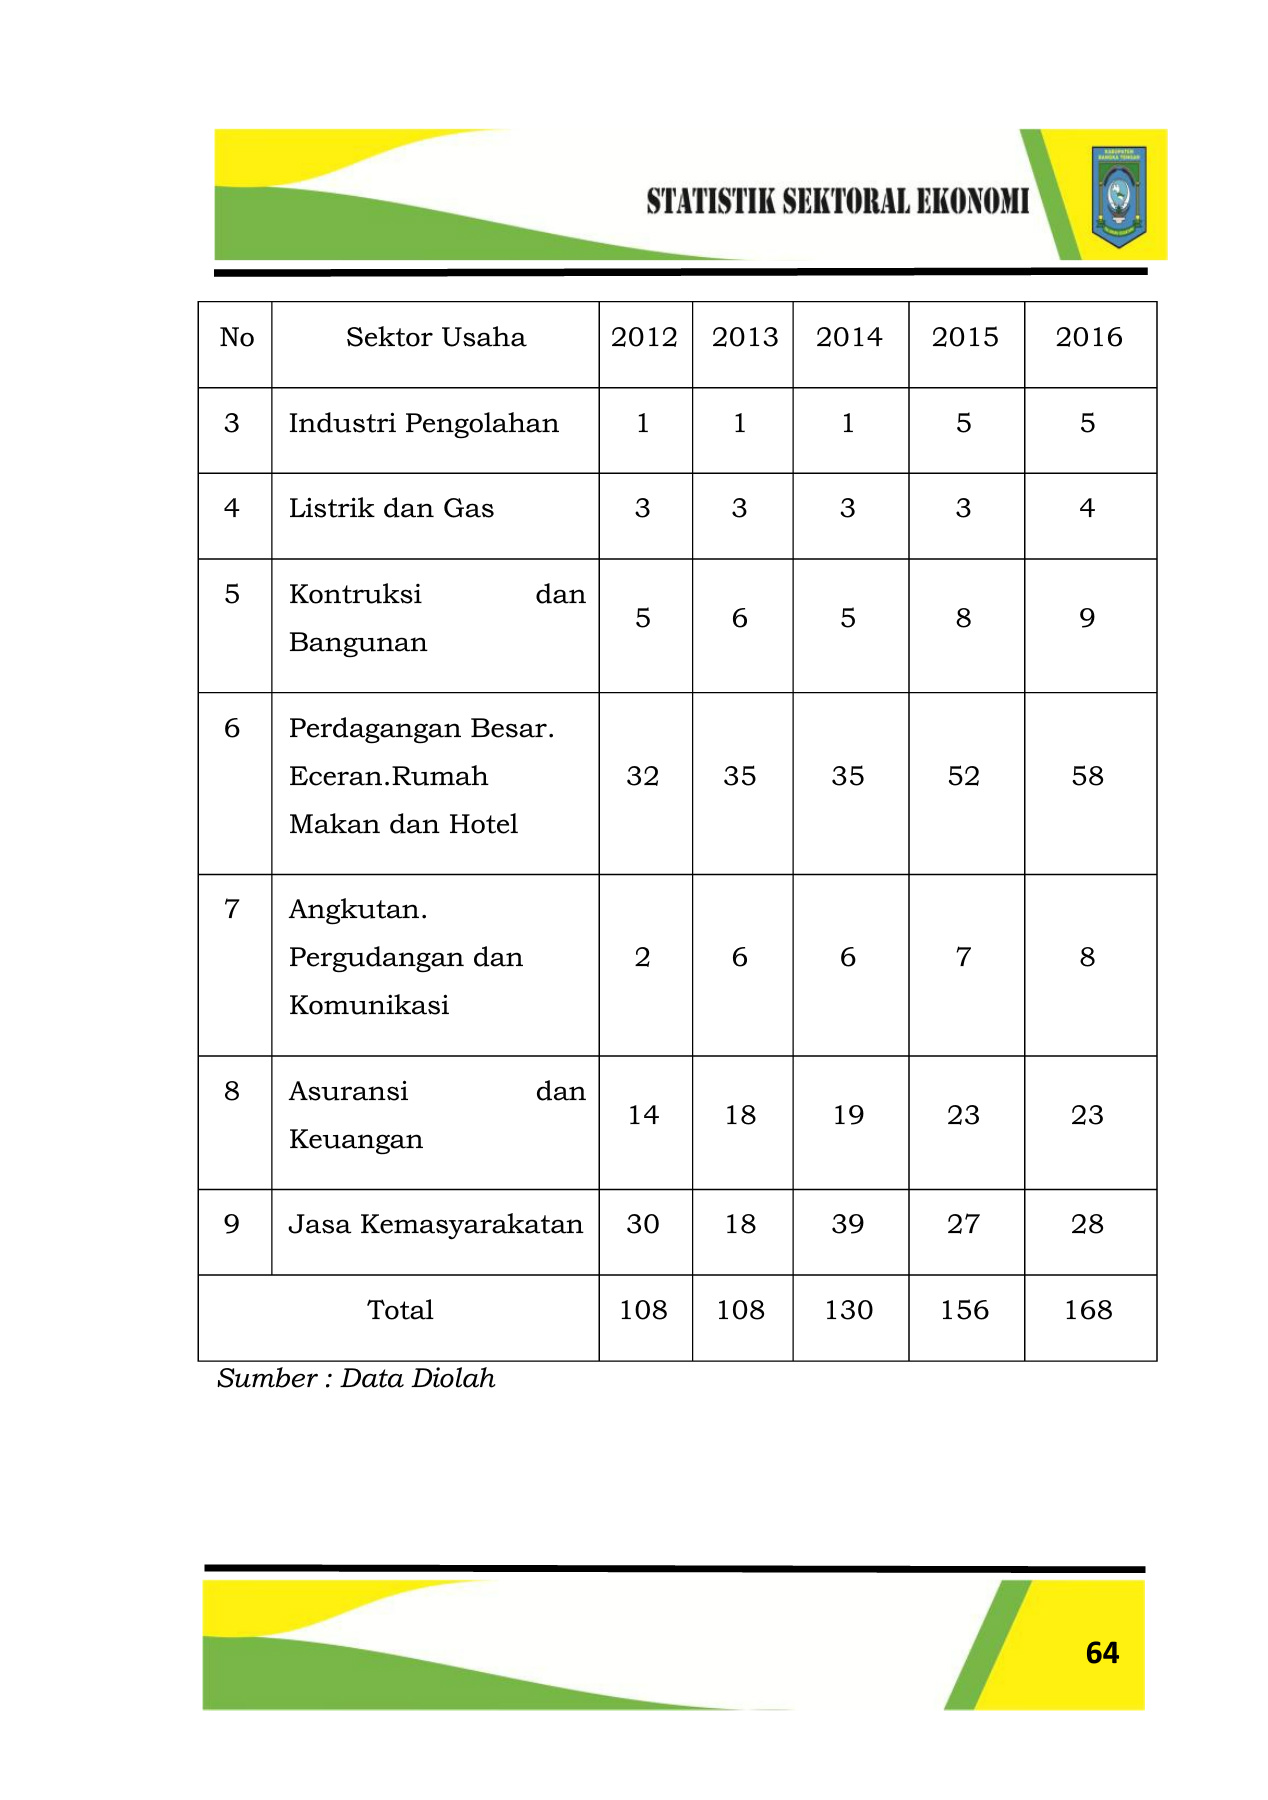 KABUPATEN
BANGKA TENGAH
STATISTIK SEKTORAL EKONOMI
No Sektor Usaha 2012 2013 2014 2015 2016
3 Industri Pengolahan 1 1 1 5 5
4 Listrik dan Gas 3 3 3 3 4
5 Kontruksi dan
Bangunan 5 6 5 8 9
6 Perdagangan Besar.
Eceran.Rumah 32 35 35 52 58
Makan dan Hotel
7 Angkutan.
Pergudangan dan 2 6 6 7 8
Komunikasi
8 Asuransi dan
Keuangan 14 18 19 23 23
9 Jasa Kemasyarakatan 30 18 39 27 28
Total 108 108 130 156 168
Sumber : Data Diolah
64